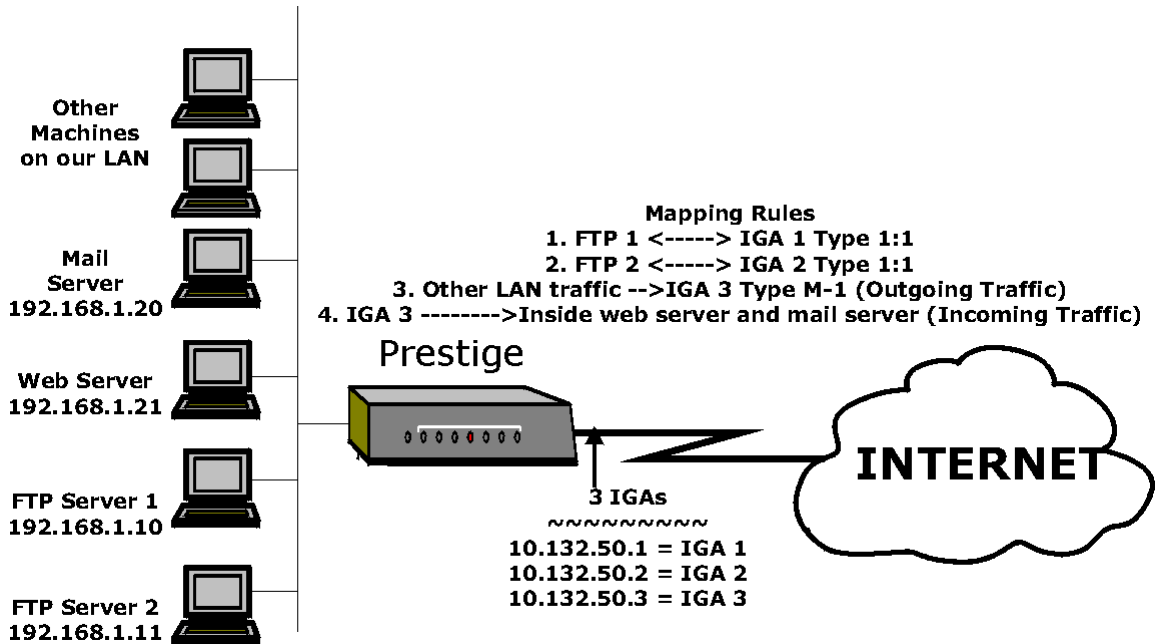 Other
Machines
on our LAN
Mail
Server
192.168.1.20
Web Server
192.168.1.21
FTP Server 1
192.168.1.10
FTP Server 2
192.168.1.11
Mapping Rules
1. FTP 1 <-----> IGA 1 Type 1:1
2. FTP 2 <-----> IGA 2 Type 1:1
3. Other LAN traffic -->IGA 3 Type M-1 (Outgoing Traffic)
4. IGA 3 -------->Inside web server and mail server (Incoming Traffic)
Prestige
3 IGAs
~~~~~~~~~
10.132.50.1 = IGA 1
10.132.50.2 = IGA 2
10.132.50.3 = IGA 3
INTERNET